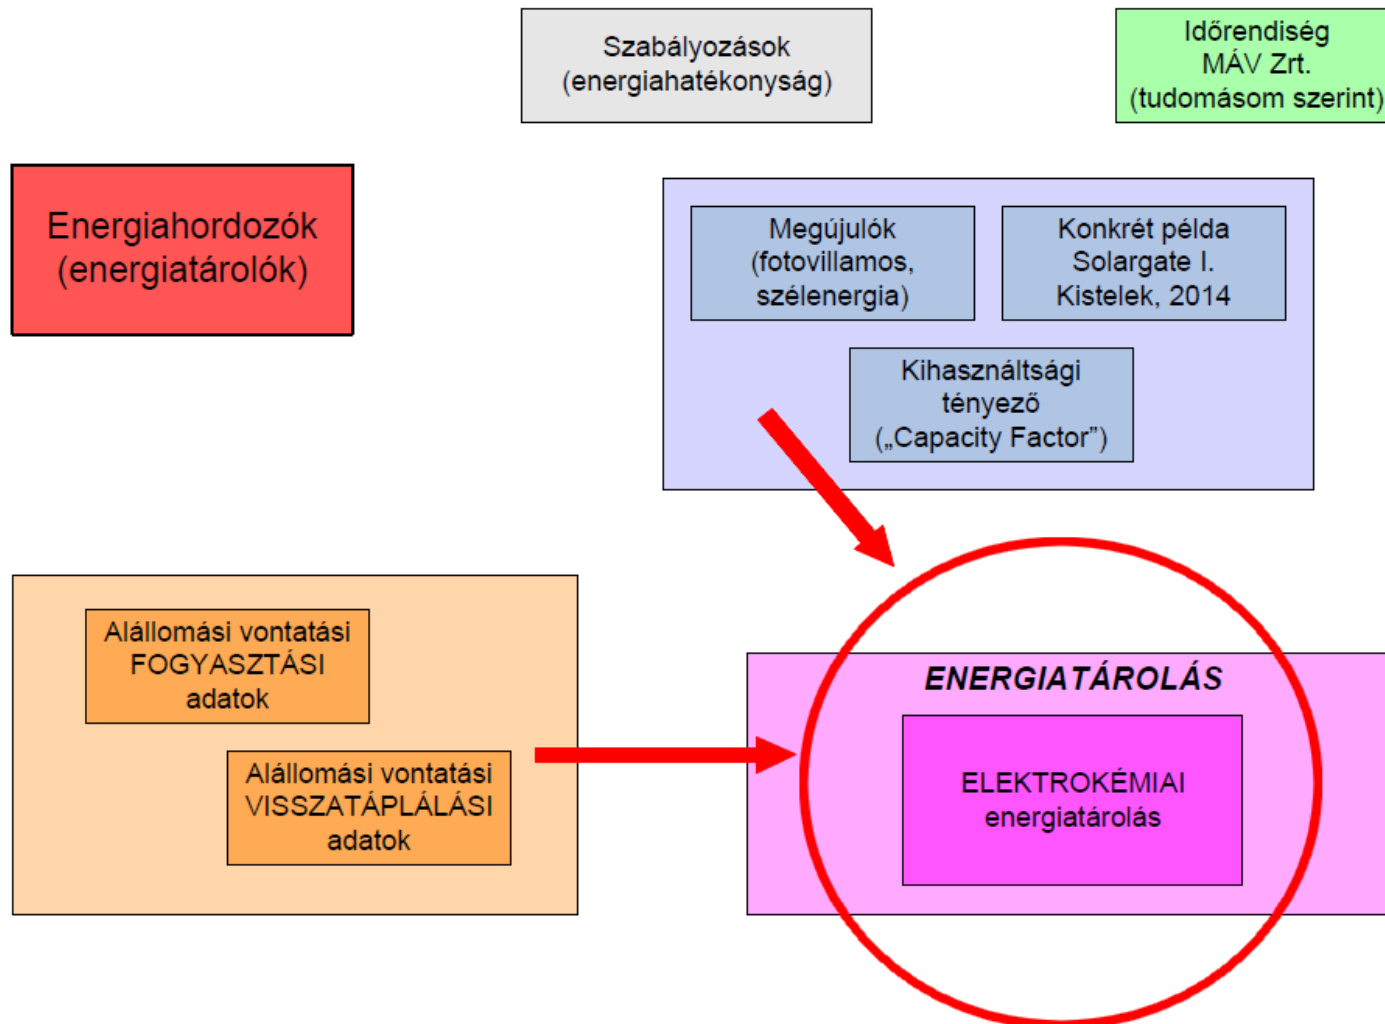 Szabályozások
(energiahatékonyság)
Időrendiség
MÁV Zrt.
(tudomásom szerint)
Energiahordozók
(energiatárolók)
Megújulók
(fotovillamos,
szélenergia)
Konkrét példa
Solargate I.
Kistelek, 2014
Kihasználtsági
tényező
(„Capacity Factor”)
Alállomási vontatási
FOGYASZTÁSI
adatok
Alállomási vontatási
VISSZATÁPLÁLÁSI
adatok
ENERGIATÁROLÁS
ELEKTROKÉMIAI
energiatárolás